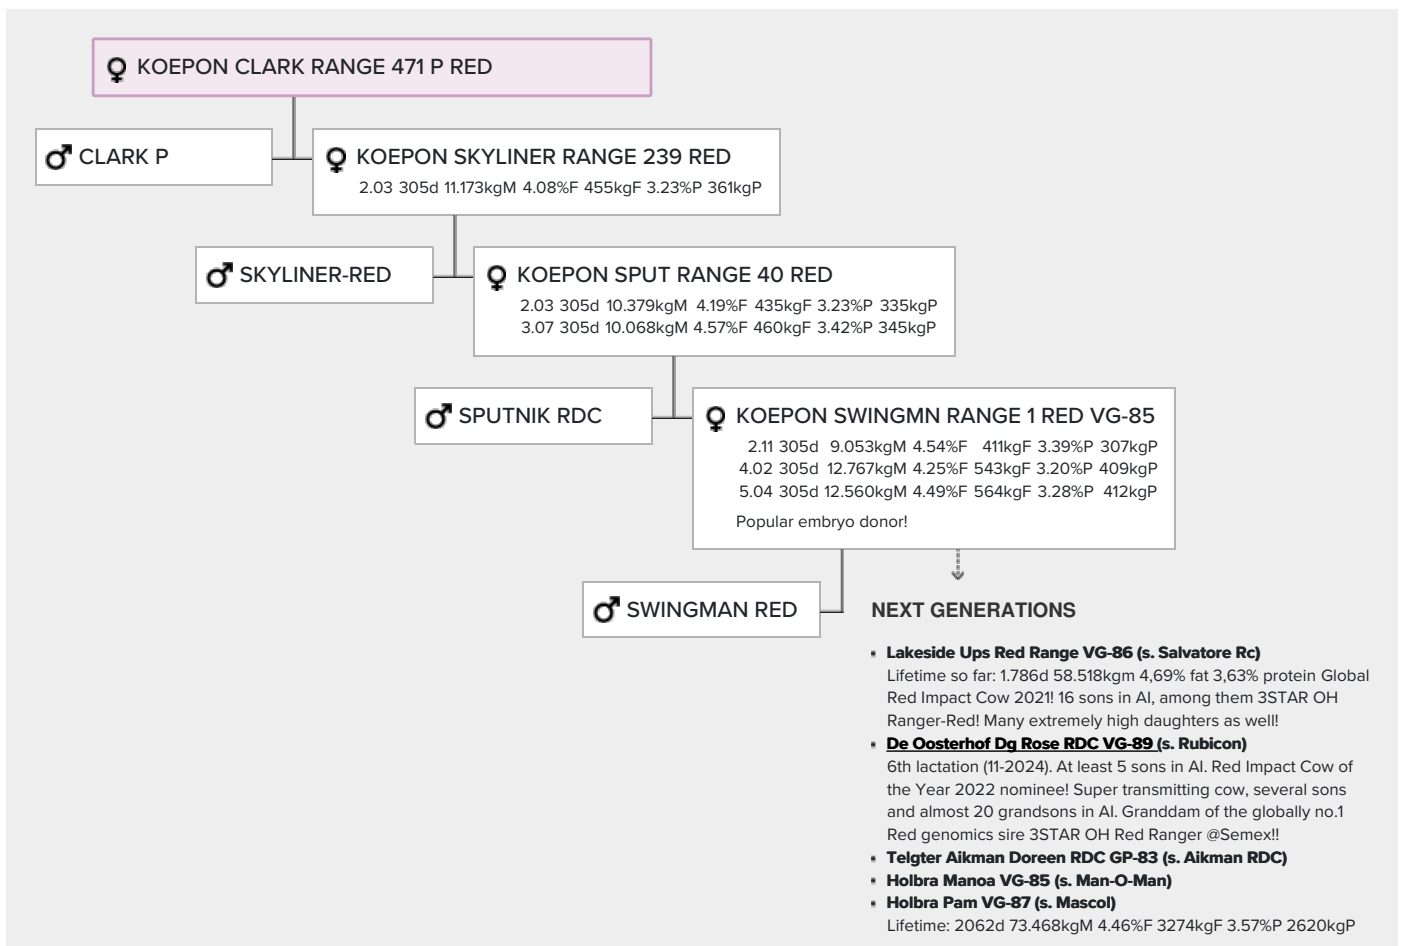 KOEPON CLARK RANGE 471 P RED
CLARK P
KOEPON SKYLINER RANGE 239 RED
2.03 305d 11.173kgM 4.08%F 455kgF 3.23%P 361kgP
SKYLINER-RED
KOEPON SPUT RANGE 40 RED
2.03 305d 10.379kgM 4.19%F 435kgF 3.23%P 335kgP
3.07 305d 10.068kgM 4.57%F 460kgF 3.42%P 345kgP
SPUTNIK RDC
KOEPON SWINGMN RANGE 1 RED VG-85
2.11 305d 9.053kgM 4.54%F 411kgF 3.39%P 307kgP
4.02 305d 12.767kgM 4.25%F 543kgF 3.20%P 409kgP
5.04 305d 12.560kgM 4.49%F 564kgF 3.28%P 412kgP
Popular embryo donor!
SWINGMAN RED
NEXT GENERATIONS
Lakeside Ups Red Range VG-86 (s. Salvatore Rc)
Lifetime so far: 1.786d 58.518kgm 4,69% fat 3,63% protein Global
Red Impact Cow 2021! 16 sons in AI, among them 3STAR OH
Ranger-Red! Many extremely high daughters as well!
De Oosterhof Dg Rose RDC VG-89 (s. Rubicon)
6th lactation (11-2024). At least 5 sons in AI. Red Impact Cow of
the Year 2022 nominee! Super transmitting cow, several sons
and almost 20 grandsons in AI. Granddam of the globally no.1
Red genomics sire 3STAR OH Red Ranger @Semex!!
Telgter Aikman Doreen RDC GP-83 (s. Aikman RDC)
Holbra Manoa VG-85 (s. Man-O-Man)
Holbra Pam VG-87 (s. Mascol)
Lifetime: 2062d 73.468kgM 4.46%F 3274kgF 3.57%P 2620kgP